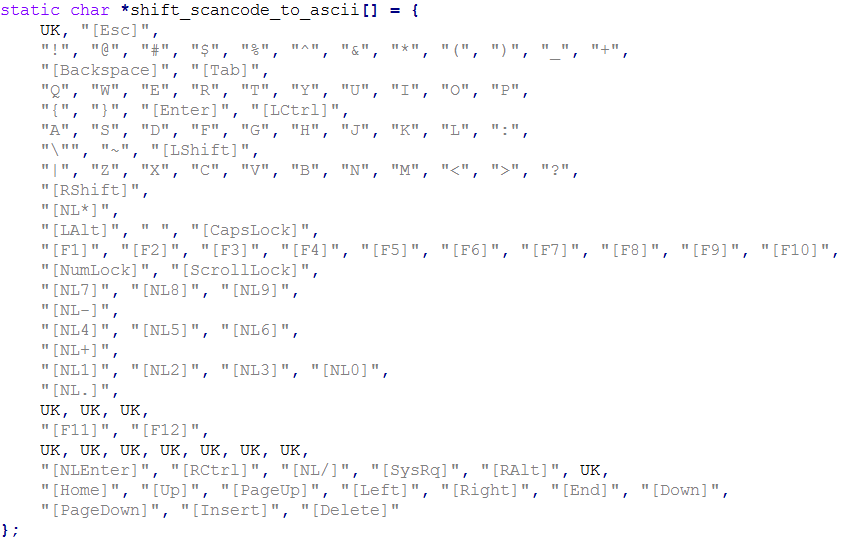 static char *shift_scancode_to_ascii[] = {
    UK, "[Esc]",
    "!", "@", "#", "$", "%", "^", "&", "*", "(", ")", "_", "+",
    "[Backspace]", "[Tab]",
    "Q", "W", "E", "R", "T", "Y", "U", "I", "O", "P",
    "{", "}", "[Enter]", "[LCtrl]",
    "A", "S", "D", "F", "G", "H", "J", "K", "L", ":",
    "\"", "~", "[LShift]",
    "|", "Z", "X", "C", "V", "B", "N", "M", "<", ">", "?",
    "[RShift]",
    "[NL*]",
    "[LAlt]", " ", "[CapsLock]",
    "[F1]", "[F2]", "[F3]", "[F4]", "[F5]", "[F6]", "[F7]", "[F8]", "[F9]", "[F10]",
    "[NumLock]", "[ScrollLock]",
    "[NL7]", "[NL8]", "[NL9]",
    "[NL-]",
    "[NL4]", "[NL5]", "[NL6]",
    "[NL+]",
    "[NL1]", "[NL2]", "[NL3]", "[NL0]",
    "[NL.]",
    UK, UK, UK,
    "[F11]", "[F12]",
    UK, UK, UK, UK, UK, UK, UK,
    "[NLEnter]", "[RCtrl]", "[NL/]", "[SysRq]", "[RAlt]", UK,
    "[Home]", "[Up]", "[PageUp]", "[Left]", "[Right]", "[End]", "[Down]",
    "[PageDown]", "[Insert]", "[Delete]"
};